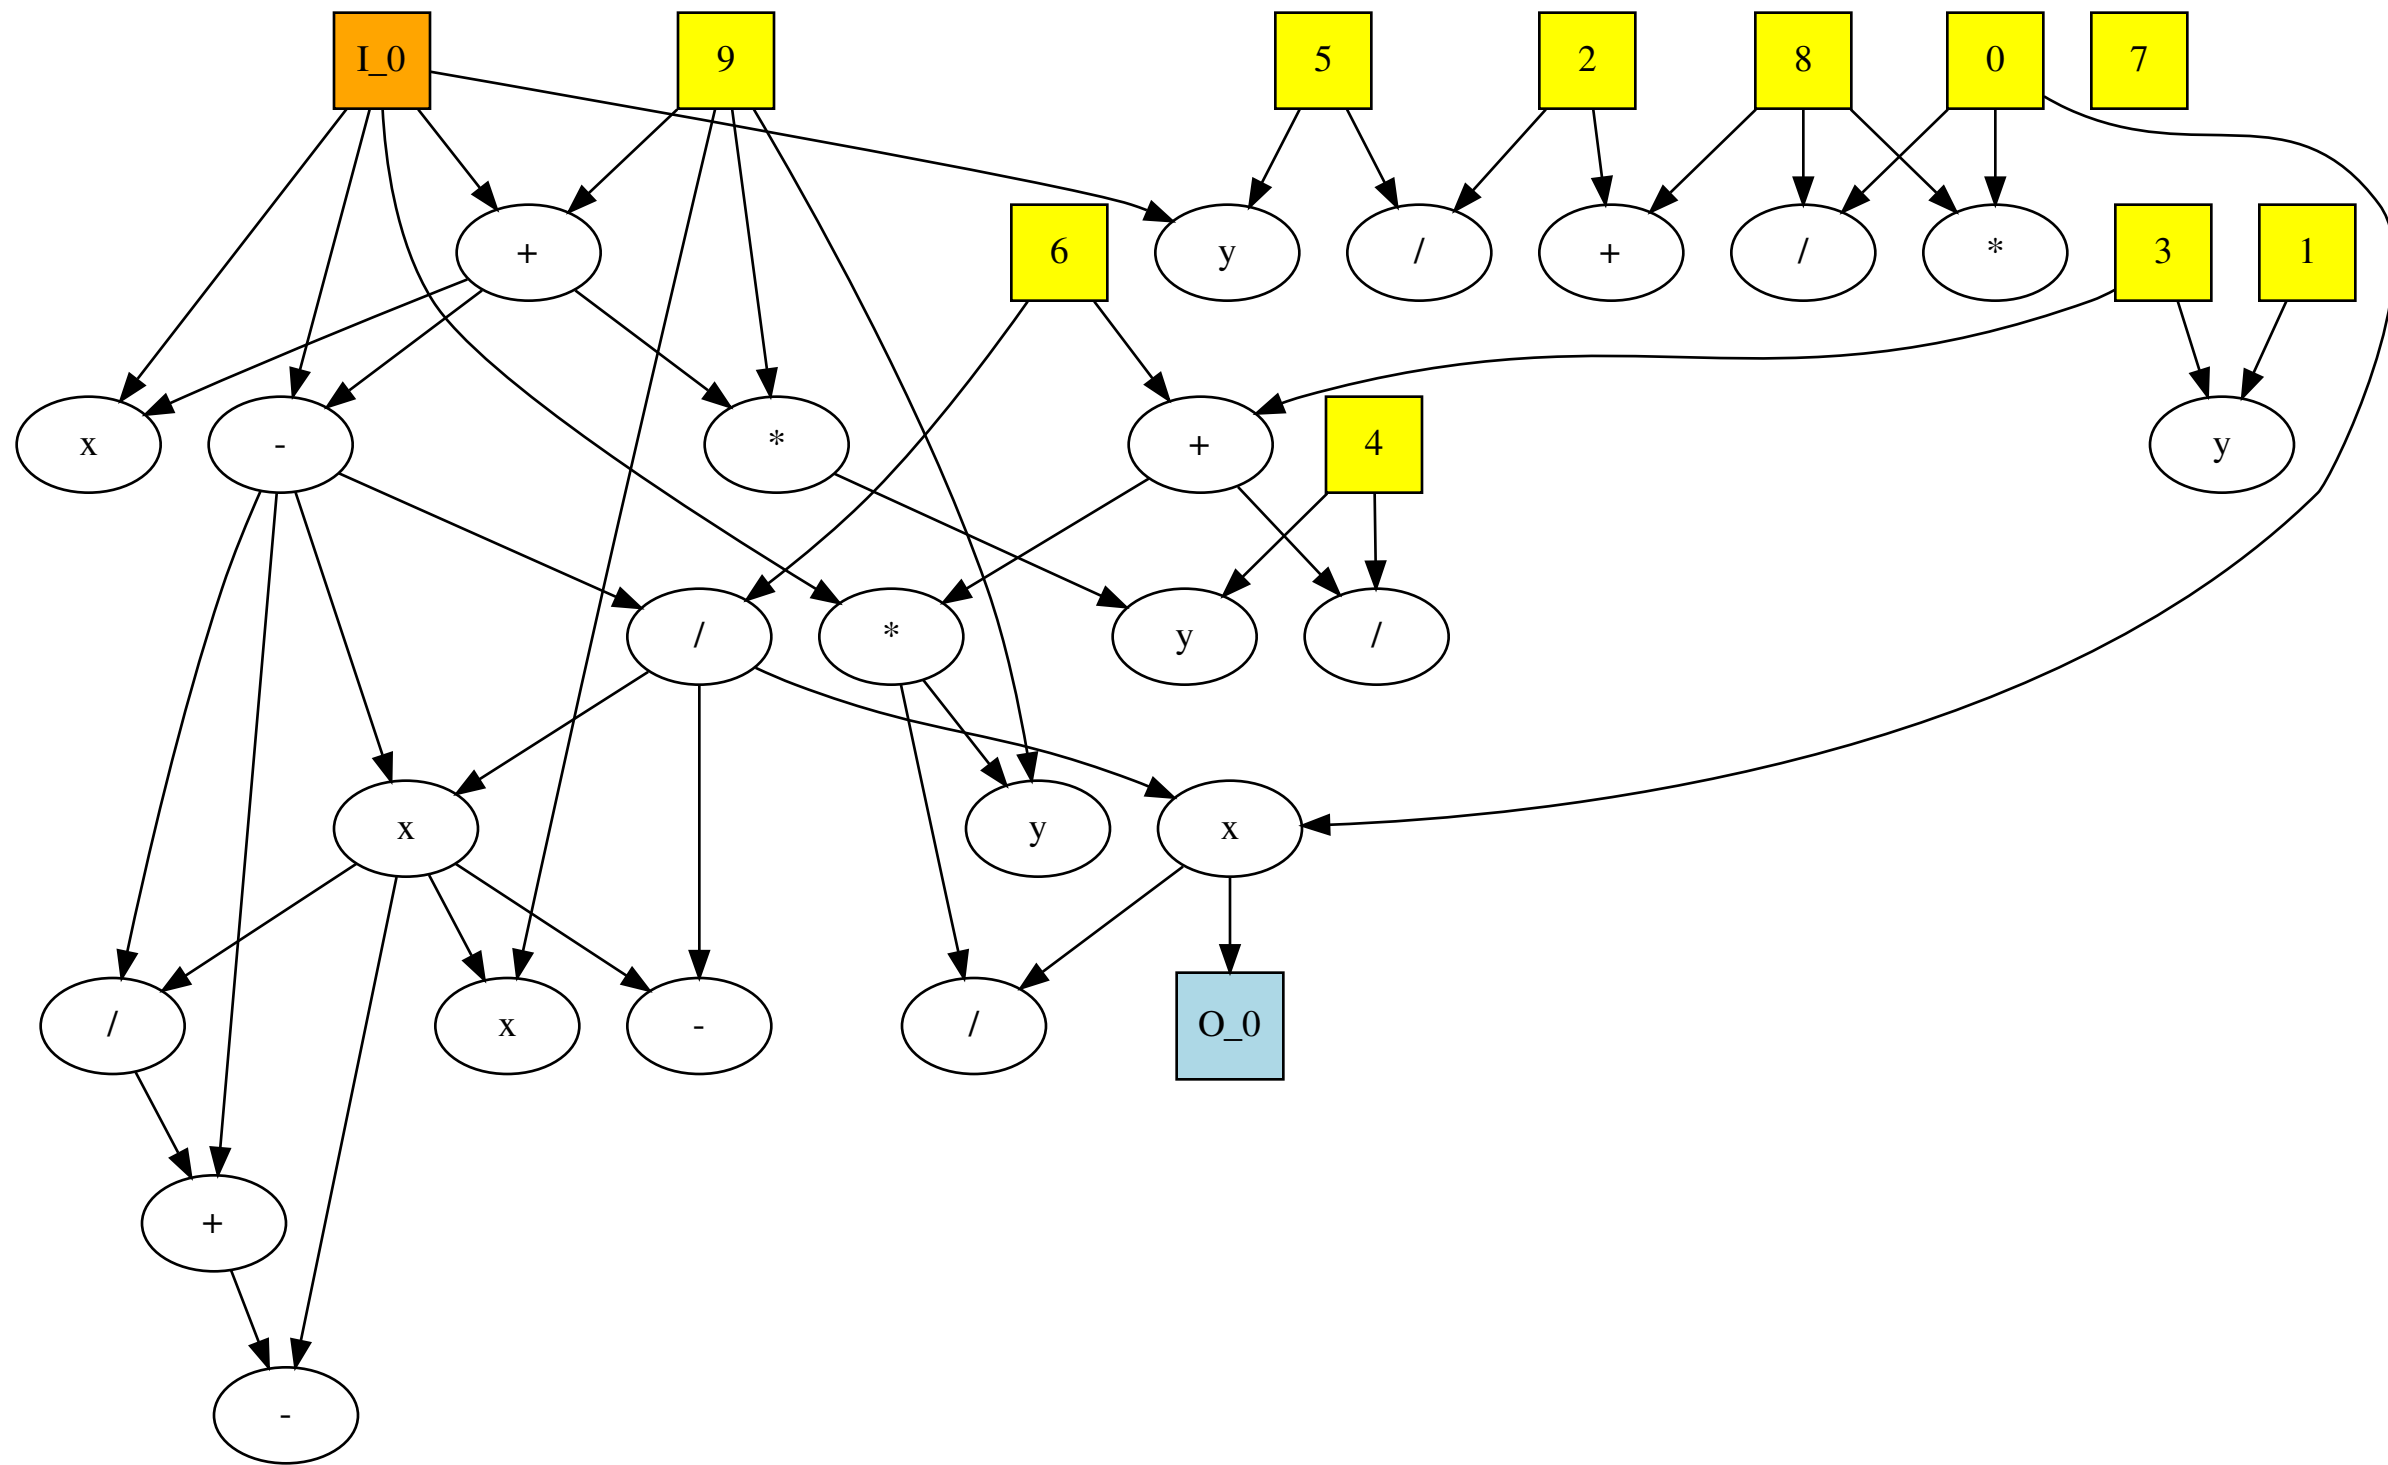 I_0 9 5 2 8 0 7
+ 6 y / + / * 3 1
x - * + 4 y
/ * y /
x y x
/ x - / O_0
+
-